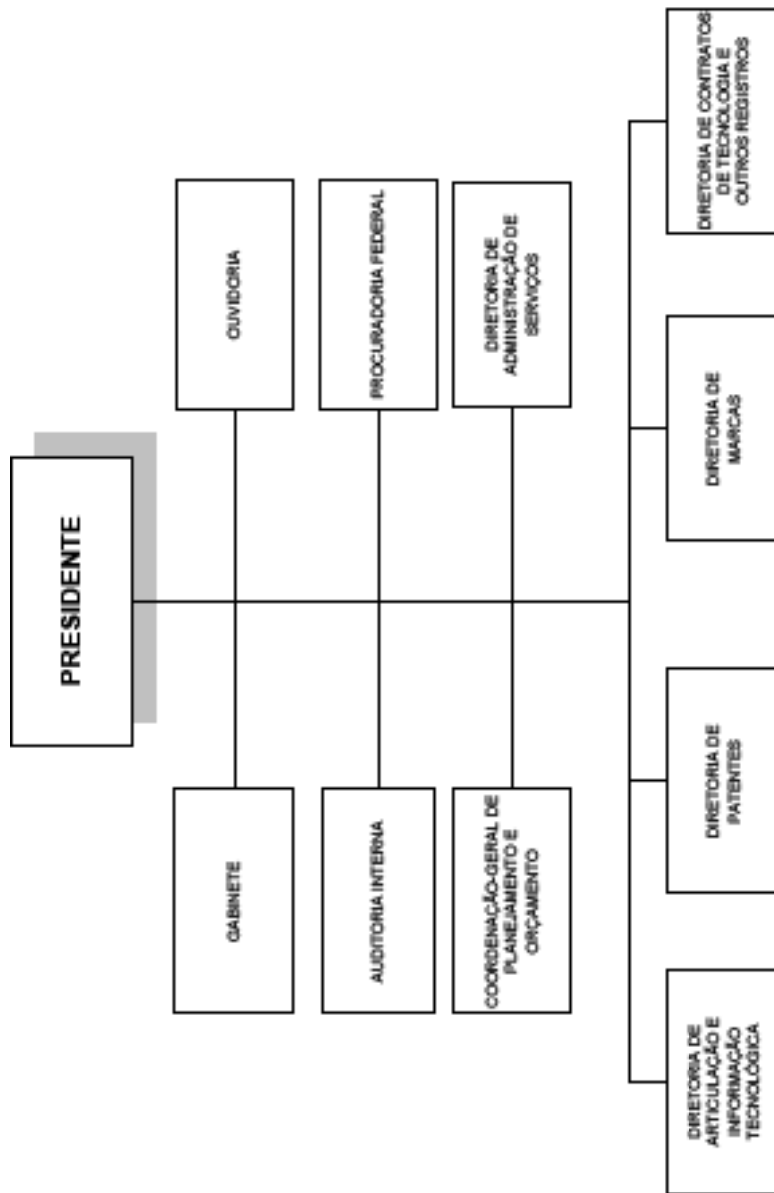 PRESIDENTE
GABINETE
OUVIDORIA
AUDITORIA INTERNA
PROCURADORIA FEDERAL
COORDENAÇÃO-GERAL DE
PLANEJAMENTO E
ORÇAMENTO
DIRETORIA DE
ADMINISTRAÇÃO DE
SERVIÇOS
DIRETORIA DE
ARTICULAÇÃO E
INFORMAÇÃO
TECNOLÓGICA
DIRETORIA DE
PATENTES
DIRETORIA DE
MARCAS
DIRETORIA DE CONTRATOS
DE TECNOLOGIA E
OUTROS REGISTROS